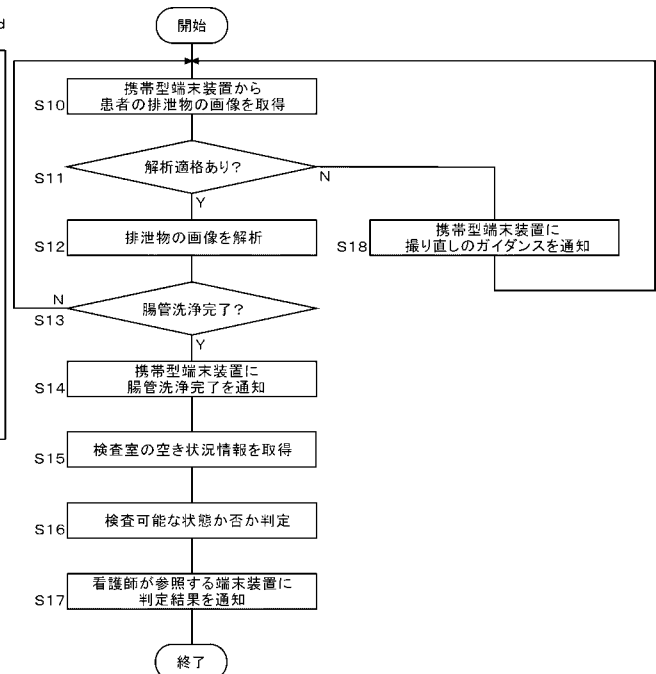 d
開始
S10
携帯型端末装置から
患者の排泄物の画像を取得
S11
解析適格あり?
N
Y
S12
排泄物の画像を解析
S18
携帯型端末装置に
撮り直しのガイダンスを通知
N
S13
腸管洗浄完了?
Y
S14
携帯型端末装置に
腸管洗浄完了を通知
S15
検査室の空き状況情報を取得
S16
検査可能な状態か否か判定
S17
看護師が参照する端末装置に
判定結果を通知
終了